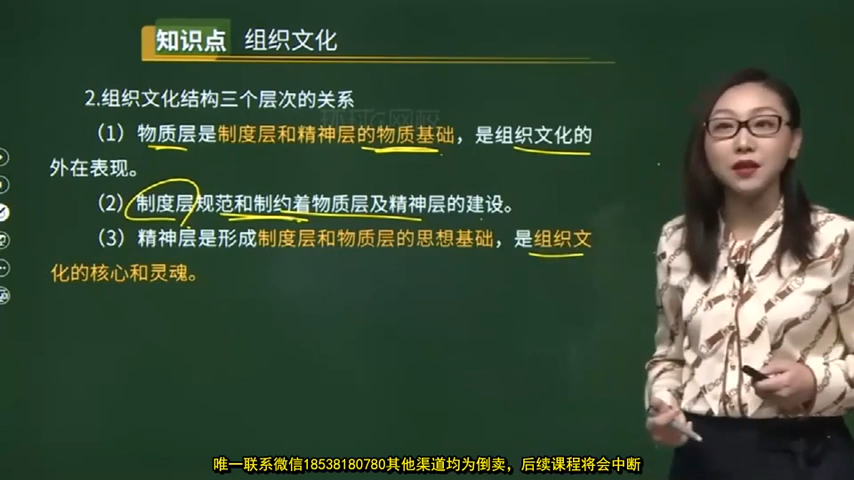 知识点 组织文化
2.组织文化结构三个层次的关系
（1）物质层是制度层和精神层的物质基础，是组织文化的
外在表现。
（2）制度层规范和制约着物质层及精神层的建设。
（3）精神层是形成制度层和物质层的思想基础，是组织文
化的核心和灵魂。
唯一联系微信18538180780其他渠道均为倒卖，后续课程将会中断